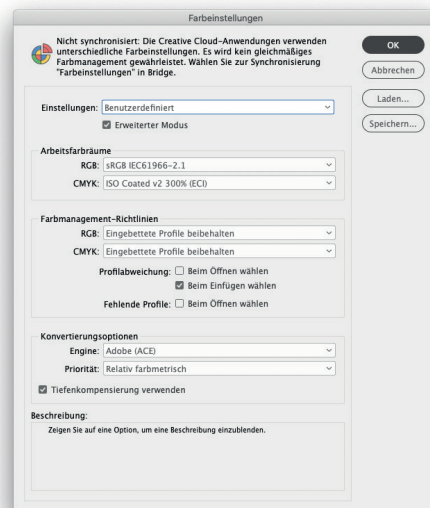 Farbeinstellungen
Nicht synchronisiert: Die Creative Cloud-Anwendungen verwenden
unterschiedliche Farbeinstellungen. Es wird kein gleichmäßiges
Farbmanagement gewährleistet. Wählen Sie zur Synchronisierung
"Farbeinstellungen" in Bridge.
OK
Abbrechen
Laden...
Speichern...
Einstellungen: Benutzerdefiniert
Erweiterter Modus
Arbeitsfarbräume
RGB: sRGB IEC61966-2.1
CMYK: ISO Coated v2 300% (ECI)
Farbmanagement-Richtlinien
RGB: Eingebettete Profile beibehalten
CMYK: Eingebettete Profile beibehalten
Profilabweichung: Beim Öffnen wählen
Beim Einfügen wählen
Fehlende Profile: Beim Öffnen wählen
Konvertierungsoptionen
Engine: Adobe (ACE)
Priorität: Relativ farbmetrisch
Tiefenkompensierung verwenden
Beschreibung:
Zeigen Sie auf eine Option, um eine Beschreibung einzublenden.